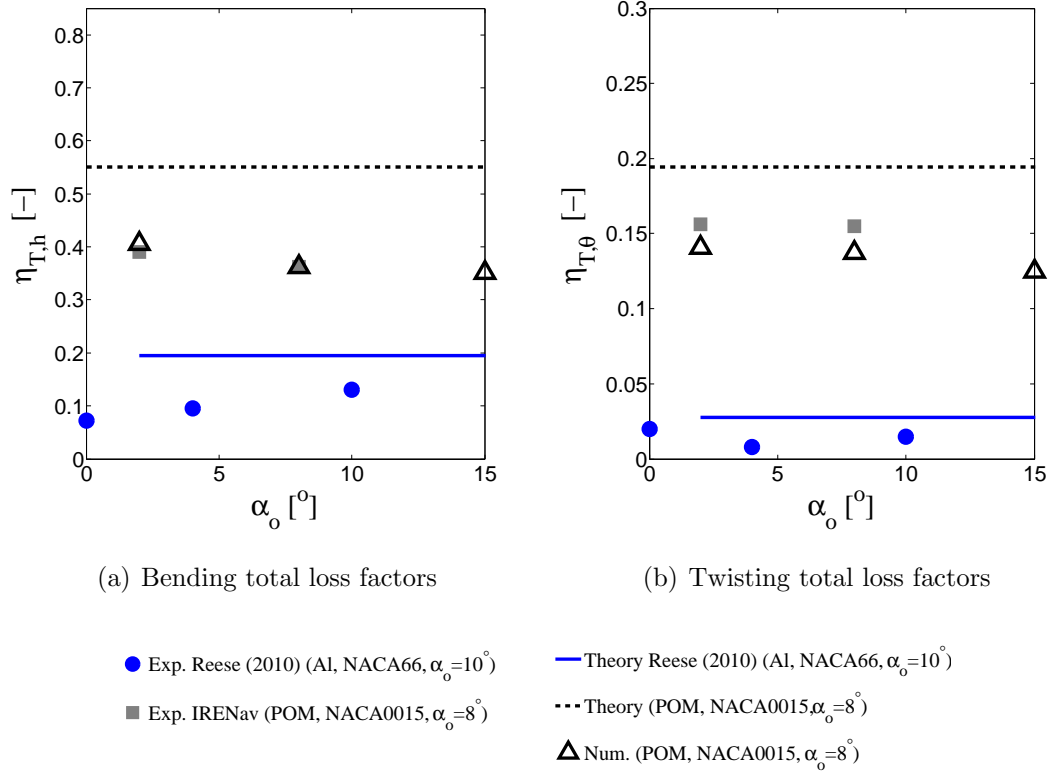 0.8
0.7
0.6
0.5
0.4
0.3
0.2
0.1
0
η_T,h [−]
0 5 10 15
α_o [°]
(a) Bending total loss factors
0.3
0.25
0.2
0.15
0.1
0.05
0
η_T,θ [−]
0 5 10 15
α_o [°]
(b) Twisting total loss factors
Exp. Reese (2010) (Al, NACA66, α_o=10°)
Exp. IRENav (POM, NACA0015, α_o=8°)
Theory Reese (2010) (Al, NACA66, α_o=10°)
Theory (POM, NACA0015,α_o=8°)
Num. (POM, NACA0015, α_o=8°)